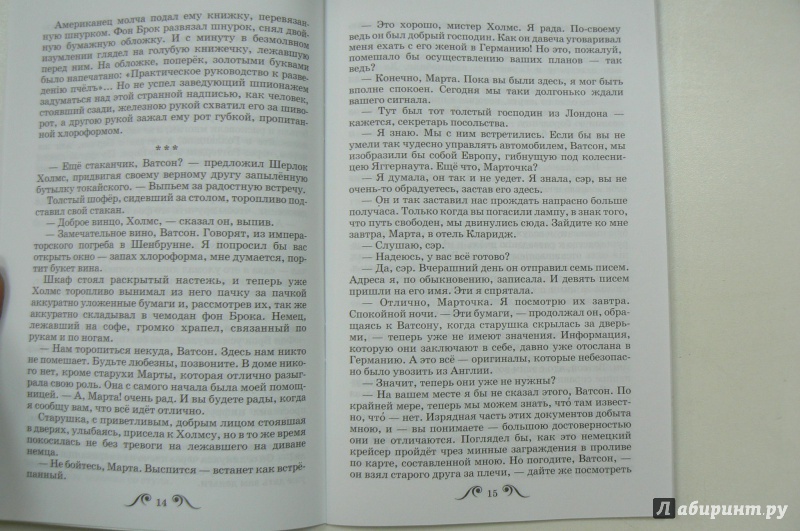 Американец молча подал ему книжку, перевязан-
ную шнурком. Фон Брок развязал шнурок, снял вто-
рую бумажную обложку. И с минуту в безмолвном
изумлении глядел на голубую книжечку, лежавшую
перед ним. На обложке, поперёк, золотыми буквами
было напечатано: «Практическое руководство к разве-
дению пчёлъ»... Но не успел заведующий шпионажем
задуматься над этой странной надписью, как человек,
стоявший сзади, железною рукой схватил его за шиво-
рот, а другою рукой зажал ему рот губкой, пропитан-
ной хлороформом.
***
— Ещё стаканчик, Ватсон? — предложил Шерлок
Холмс, придвигая своему верному другу запылённую
бутылку токайского. — Выпьем за радостную встречу.
Толстый шофёр, сидевший за столом, торопливо под-
ставил свой стакан.
— Доброе винцо, Холмс, — сказал он, выпив.
— Замечательное вино, Ватсон. Говорят, из импера-
торского погреба в Шенбрунне. Я попросил бы вас
открыть окно — запах хлороформа, мне думается, пор-
тит букет вина.
Шкаф стоял раскрытый настежь, и теперь уже
Холмс торопливо вынимал из него пачку за пачкой
аккуратно уложенные бумаги и, рассмотрев их, так же
аккуратно складывал в чемодан фон Брока. Немец,
лежавший на софе, громко храпел, связанный по
рукам и по ногам.
— Нам торопиться некуда, Ватсон. Здесь нам никто
не помешает. Будьте любезны, позвоните. В доме нико-
го нет, кроме старухи Марты, которая отлично разыг-
рала свою роль. Она с самого начала была моей помощ-
ницей. — А, Марта! очень рад. И вы будете рады, когда
я сообщу вам, что всё идёт отлично.
Старушка, с приветливым, добрым лицом стоявшая
в дверях, улыбаясь, присела к Холмсу, но в то же время
покосилась не без тревоги на лежавшего на диване
немца.
— Не бойтесь, Марта. Выспится — встанет как встрё-
панный.
14
— Это хорошо, мистер Холмс. Я рада. По-своему
ведь он был добрый господин. Как он давеча уговаривал
меня ехать с его женой в Германию! Но это, пожалуй,
помешало бы осуществлению ваших планов — так
ведь?
— Конечно, Марта. Пока вы были здесь, я мог быть
вполне спокоен. Сегодня мы таки долгонько ждали
вашего сигнала.
— Тут был тот толстый господин из Лондона —
кажется, секретарь посольства.
— Я знаю. Мы с ним встретились. Если бы вы не
умели так чудесно управлять автомобилем, Ватсон, мы
изобразили бы собой Европу, гибнущую под колесни-
цею Яггернаута. Ещё что, Марточка?
— Я думала, он так и не уедет. Я знала, сэр, вы не
очень-то обрадуетесь, застав его здесь.
— Он и так заставил нас прождать напрасно больше
получаса. Только когда вы погасили лампу, в знак того,
что путь свободен, мы двинулись сюда. Зайдите ко мне
завтра, Марта, в отель Кларидж.
— Слушаю, сэр.
— Надеюсь, у вас всё готово?
— Да, сэр. Вчерашний день он отправил семь писем.
Адреса я, по обыкновению, записала. И девять писем
пришли на его имя. Эти я спрятала.
— Отлично, Марточка. Я посмотрю их завтра.
Спокойной ночи. — Эти бумаги, — продолжал он, обра-
щаясь к Ватсону, когда старушка скрылась за дверь-
ми, — теперь уже не имеют значения. Информация,
которую они заключают в себе, давно уже отослана в
Германию. А это всё — оригиналы, которые небезопас-
но было увозить из Англии.
— Значит, теперь они уже не нужны?
— На вашем месте я бы не сказал этого, Ватсон. По
крайней мере, теперь мы можем знать, что́ там извест-
но, что́ — нет. Изрядная часть этих документов добыта
мною, и — вы понимаете — большою достоверностью
они не отличаются. Поглядел бы, как это немецкий
крейсер пройдёт чрез минные заграждения в проливе
по карте, составленной мною. Но погодите, Ватсон, —
он взял старого друга за плечи, — дайте же посмотреть
15
Лабиринт.ру